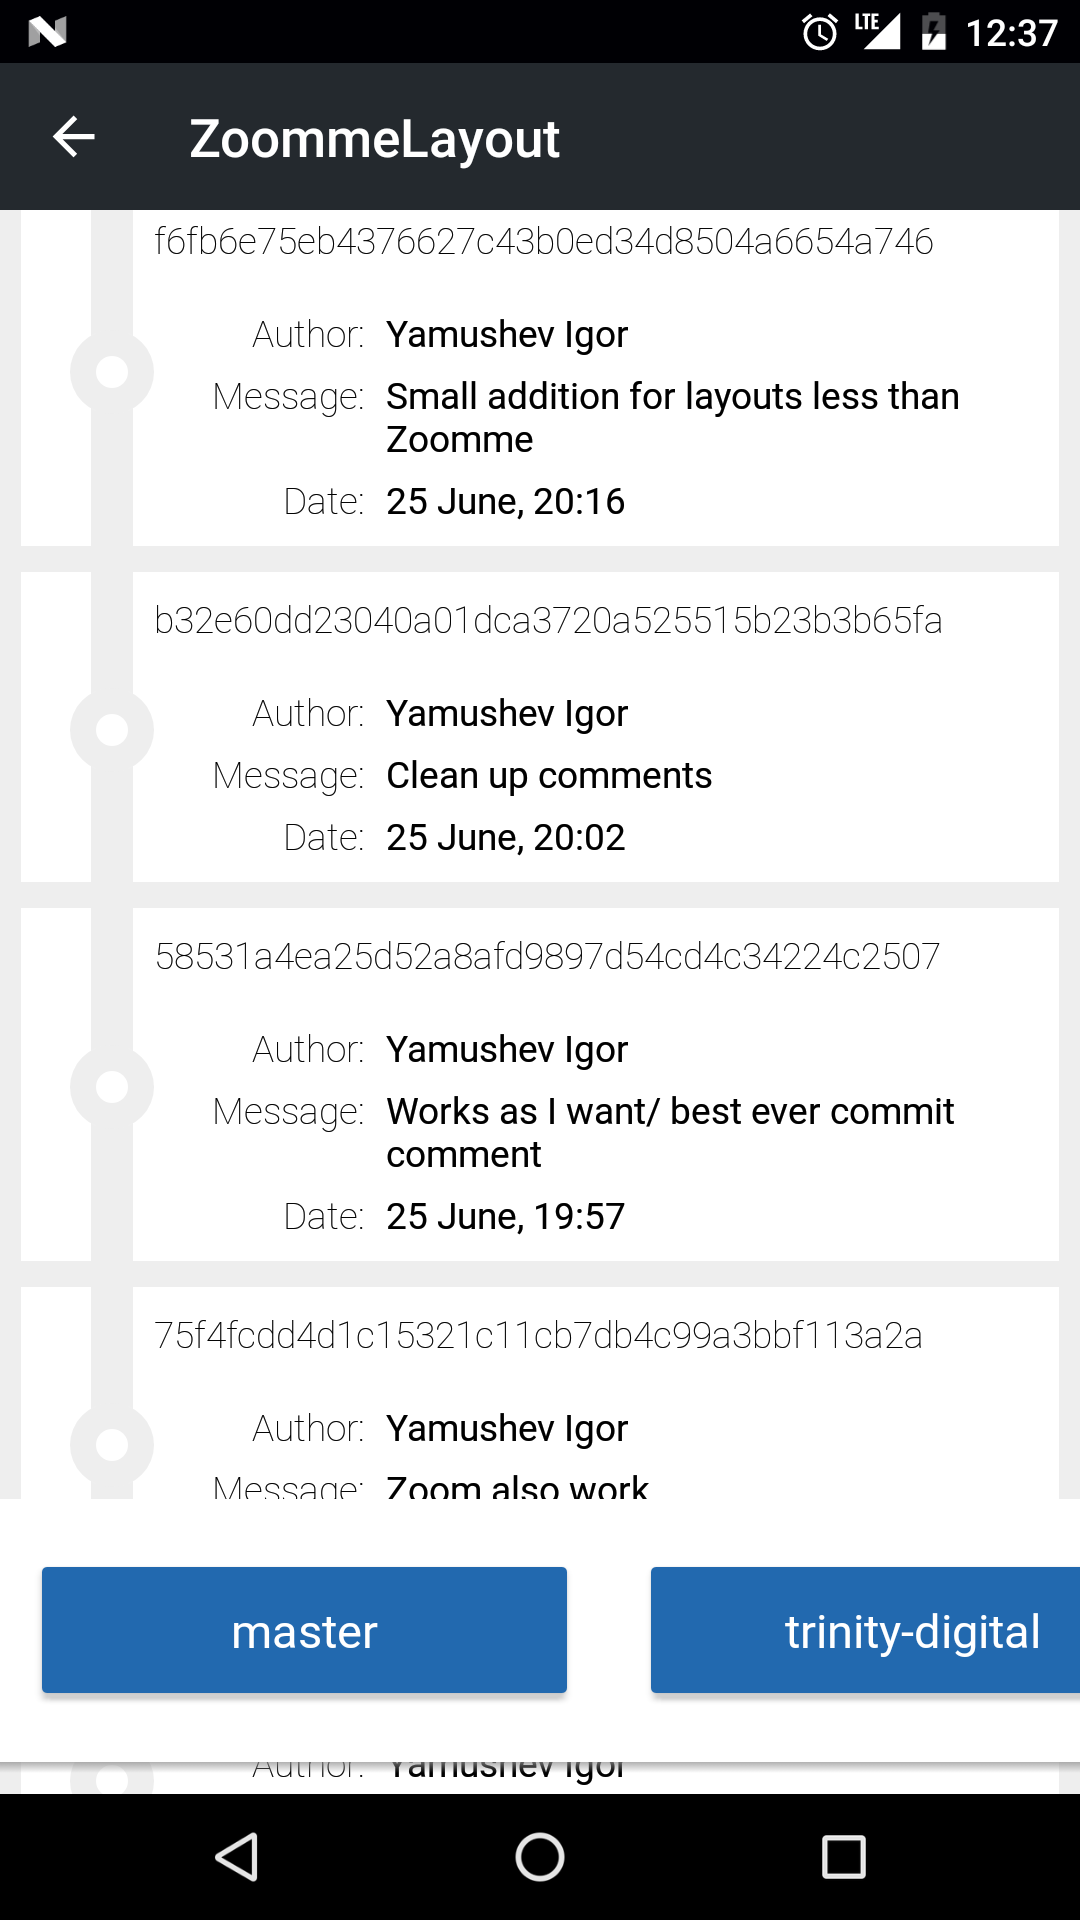 LTE 12:37
ZoommeLayout
f6fb6e75eb4376627c43b0ed34d8504a6654a746
Author: Yamushev Igor
Message: Small addition for layouts less than
Zoomme
Date: 25 June, 20:16
b32e60dd23040a01dca3720a525515b23b3b65fa
Author: Yamushev Igor
Message: Clean up comments
Date: 25 June, 20:02
58531a4ea25d52a8afd9897d54cd4c34224c2507
Author: Yamushev Igor
Message: Works as I want/ best ever commit
comment
Date: 25 June, 19:57
75f4fcdd4d1c15321c11cb7db4c99a3bbf113a2a
Author: Yamushev Igor
Message: Zoom also work
master trinity-digital
Author: Yamushev Igor